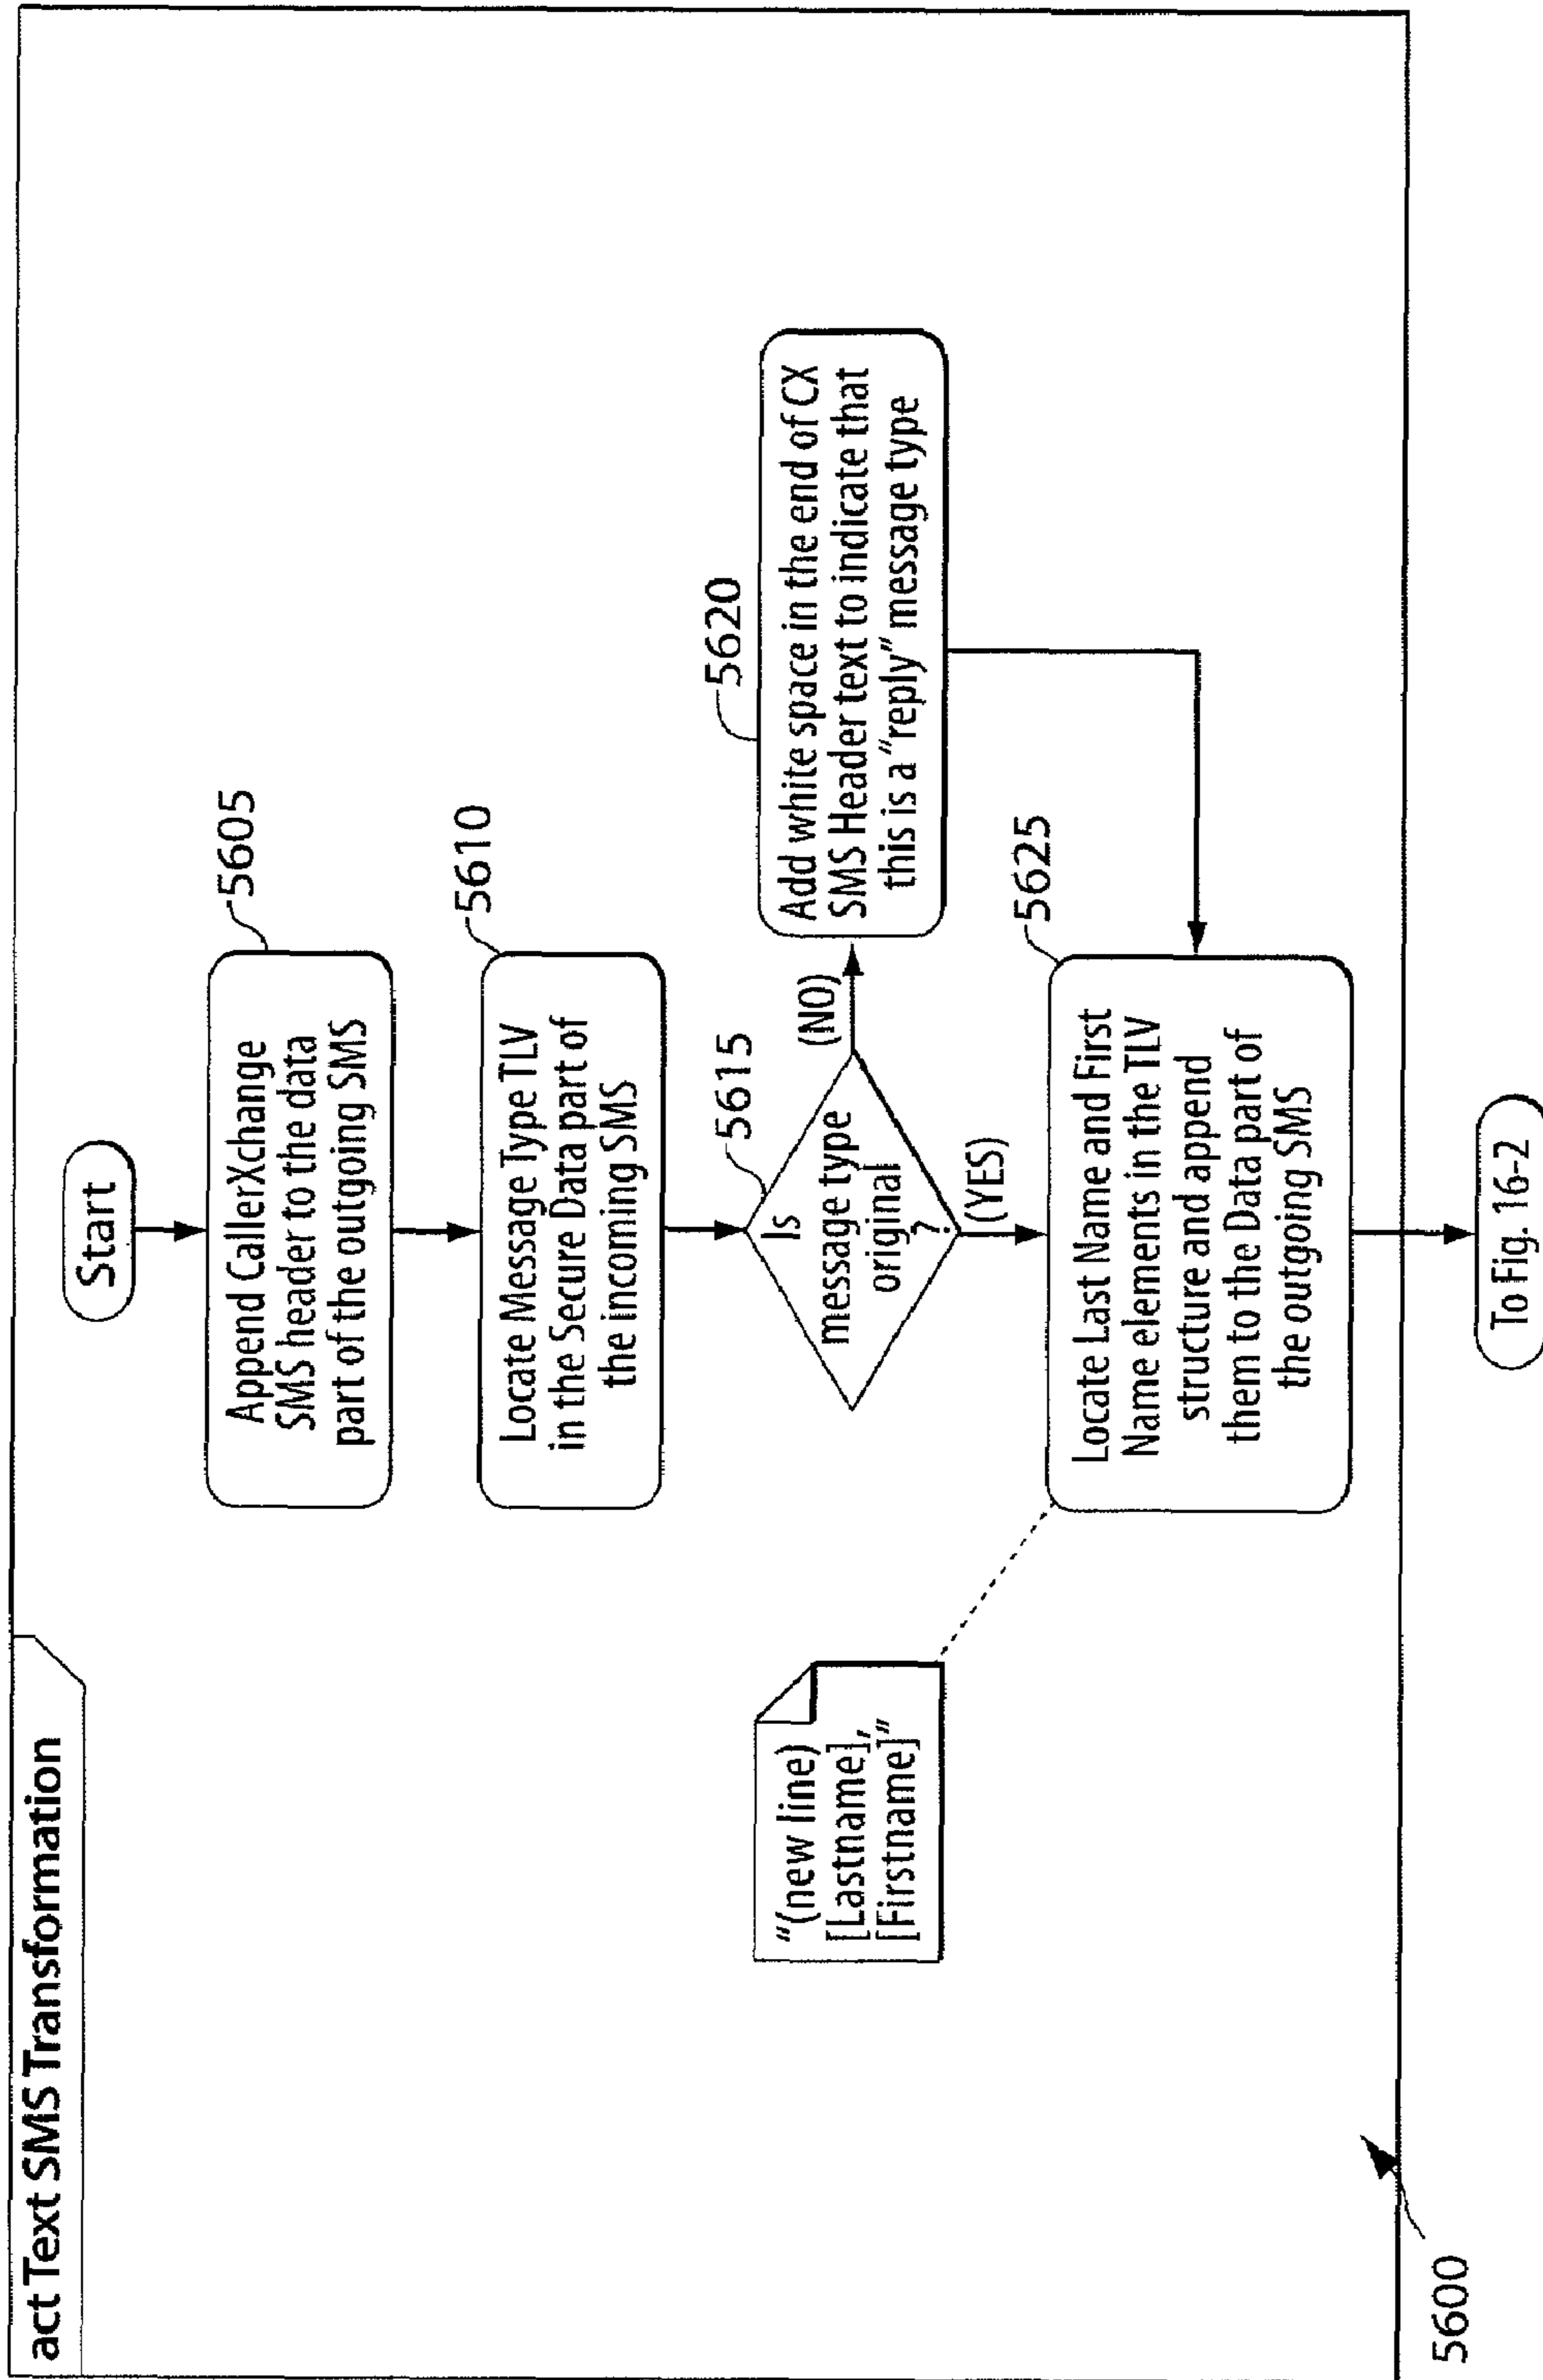 act Text SMS Transformation
Start
Append CallerXchange
SMS header to the data
part of the outgoing SMS
5605
Locate Message Type TLV
in the Secure Data part of
the incoming SMS
5610
Is
message type
original
?
5615
(NO)
Add white space in the end of CX
SMS Header text to indicate that
this is a “reply” message type
5620
(YES)
“(new line)
[Lastname],
[Firstname]”
Locate Last Name and First
Name elements in the TLV
structure and append
them to the Data part of
the outgoing SMS
5625
5600
To Fig. 16-2